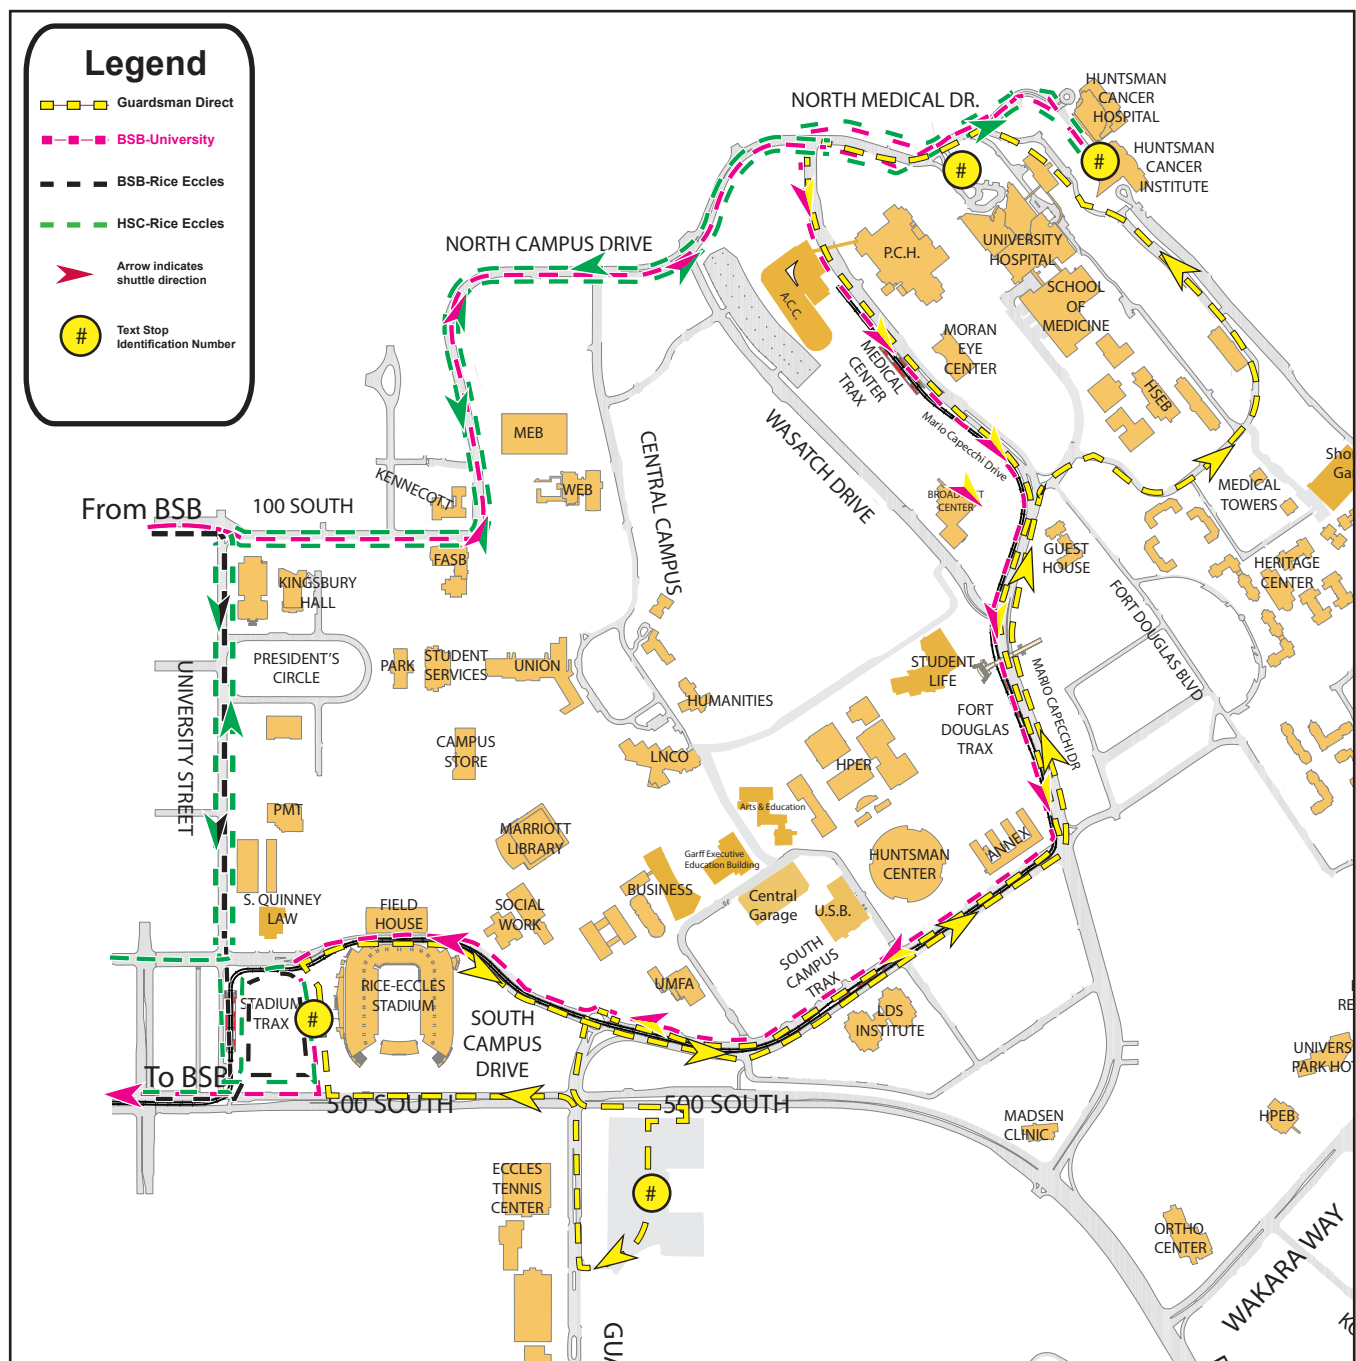 Legend
Guardsman Direct
BSB-University
BSB-Rice Eccles
HSC-Rice Eccles
Arrow indicates
shuttle direction
#
Text Stop
Identification Number
HUNTSMAN
CANCER
HOSPITAL
NORTH MEDICAL DR.
HUNTSMAN
CANCER
INSTITUTE
#
#
NORTH CAMPUS DRIVE
P.C.H.
UNIVERSITY
HOSPITAL
A.C.C.
SCHOOL
OF
MEDICINE
MORAN
EYE
CENTER
MEDICAL
CENTER
TRAX
HSEB
Mario Capecchi Drive
WASATCH DRIVE
MEB
CENTRAL CAMPUS
KENNECOTT
WEB
BROADCAST
CENTER
MEDICAL
TOWERS
From BSB
100 SOUTH
FASB
GUEST
HOUSE
HERITAGE
CENTER
KINGSBURY
HALL
FORT DOUGLAS BLVD
PRESIDENT'S
CIRCLE
PARK
STUDENT
SERVICES
UNION
STUDENT
LIFE
MARIO CAPECCHI DR
UNIVERSITY STREET
HUMANITIES
FORT
DOUGLAS
TRAX
CAMPUS
STORE
LNCO
HPER
PMT
Arts & Education
MARRIOTT
LIBRARY
Garff Executive
Education Building
HUNTSMAN
CENTER
ANNEX
BUSINESS
S. QUINNEY
LAW
FIELD
HOUSE
SOCIAL
WORK
Central
Garage
U.S.B.
SOUTH
CAMPUS
TRAX
UMFA
RICE-ECCLES
STADIUM
STADIUM
TRAX
#
SOUTH
CAMPUS
DRIVE
LDS
INSTITUTE
RE
UNIVERS
PARK HOT
To BSB
500 SOUTH
500 SOUTH
MADSEN
CLINIC
HPEB
ECCLES
TENNIS
CENTER
#
ORTHO
CENTER
WAKARA WAY
GUA